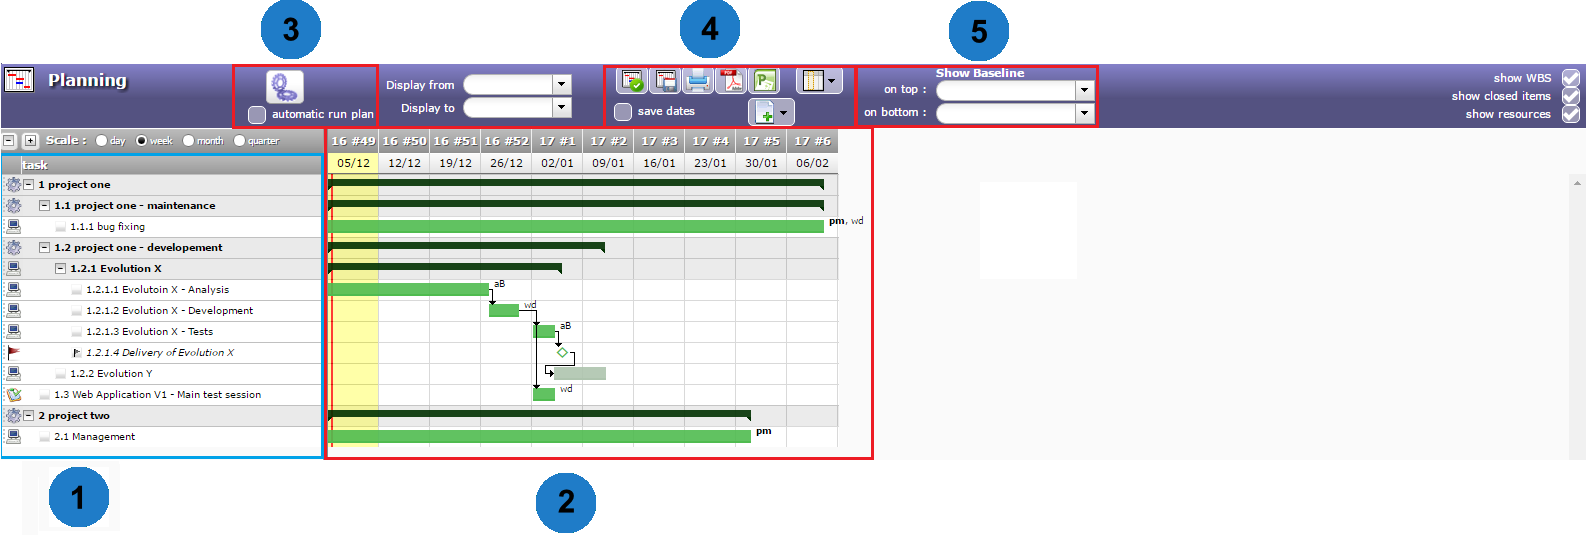 3
4
5
Planning
automatic run plan
Display from
Display to
save dates
Show Baseline
on top :
on bottom :
show WBS
show closed items
show resources
Scale : day week month quarter
16 #49 16 #50 16 #51 16 #52 17 #1 17 #2 17 #3 17 #4 17 #5 17 #6
task
05/12 12/12 19/12 26/12 02/01 09/01 16/01 23/01 30/01 06/02
1 project one
1.1 project one - maintenance
1.1.1 bug fixing
pm, wd
1.2 project one - developement
1.2.1 Evolution X
1.2.1.1 Evolutoin X - Analysis
aB
1.2.1.2 Evolution X - Development
wd
1.2.1.3 Evolution X - Tests
aB
1.2.1.4 Delivery of Evolution X
1.2.2 Evolution Y
1.3 Web Application V1 - Main test session
wd
2 project two
2.1 Management
pm
1
2